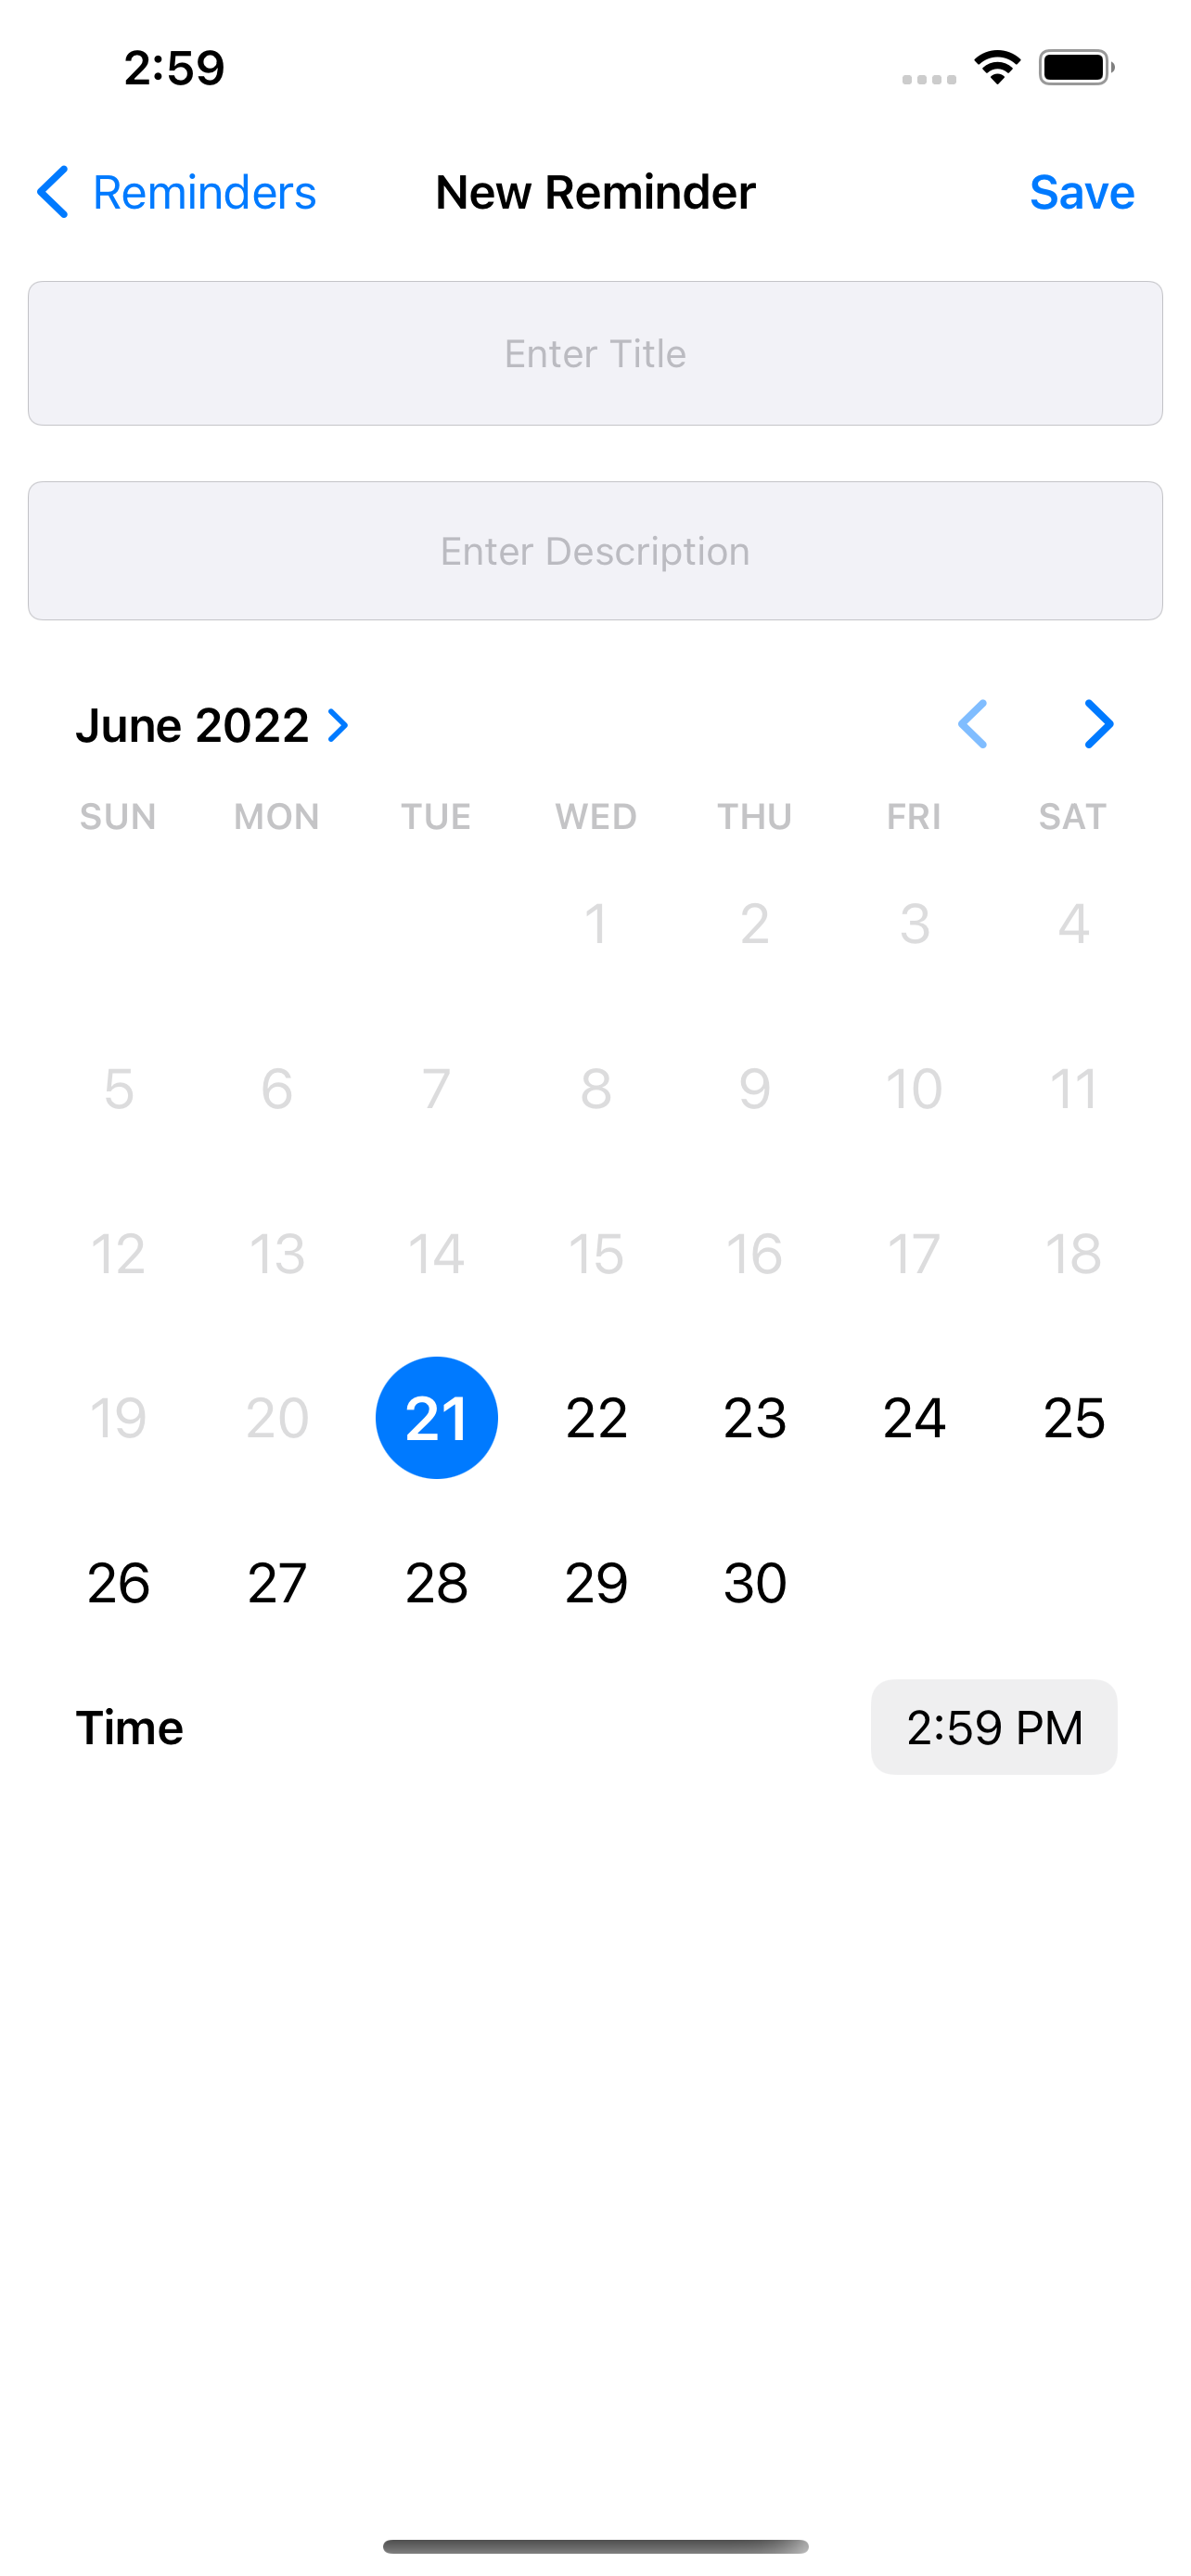 2:59
Reminders New Reminder Save
Enter Title
Enter Description
June 2022
SUN MON TUE WED THU FRI SAT
1 2 3 4
5 6 7 8 9 10 11
12 13 14 15 16 17 18
19 20 21 22 23 24 25
26 27 28 29 30
Time 2:59 PM